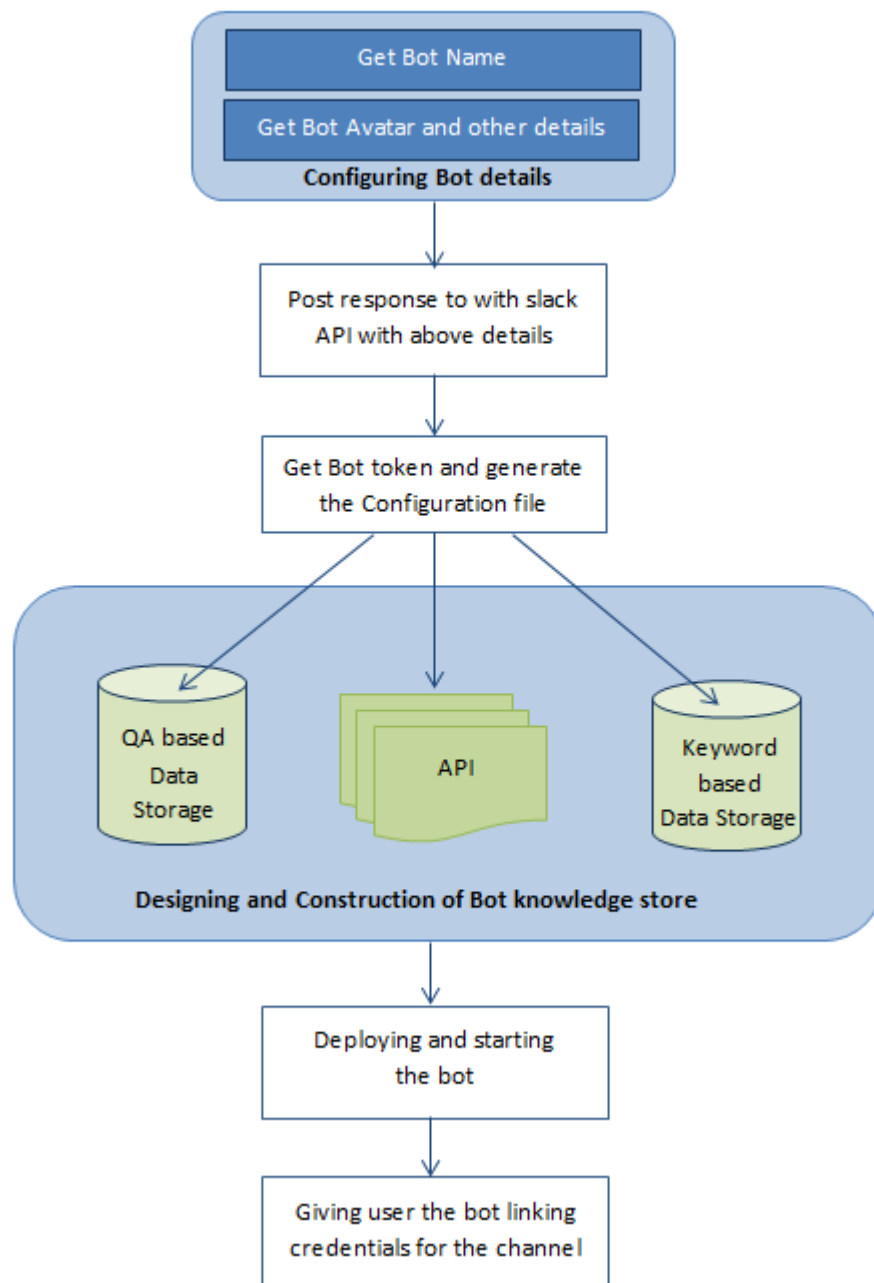 Get Bot Name
Get Bot Avatar and other details
Configuring Bot details
Post response to with slack
API with above details
Get Bot token and generate
the Configuration file
QA based
Data
Storage
API
Keyword
based
Data Storage
Designing and Construction of Bot knowledge store
Deploying and starting
the bot
Giving user the bot linking
credentials for the channel